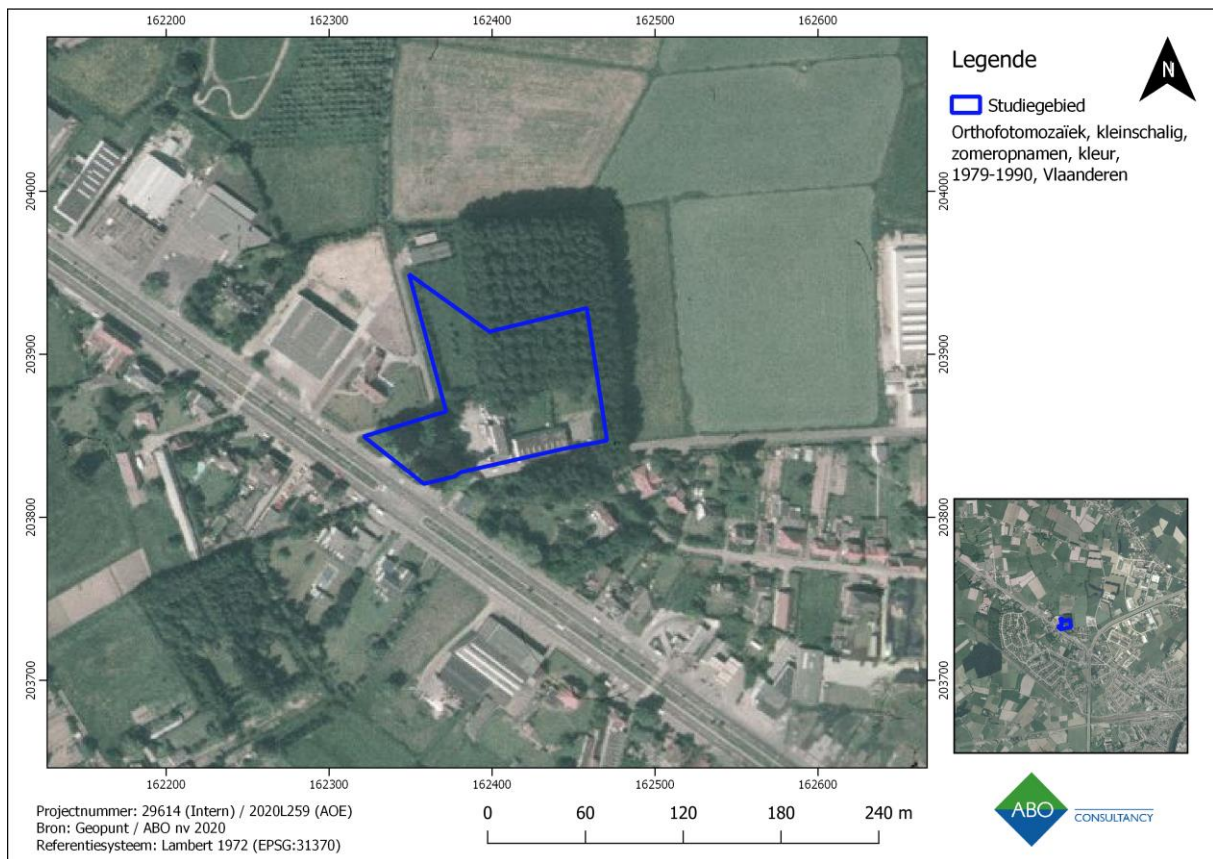 162200 162300 162400 162500 162600
Legende
N
Studiegebied
Orthofotomozaïek, kleinschalig,
zomeropnamen, kleur,
1979-1990, Vlaanderen
204000 204000
203900 203900
203800 203800
203700 203700
162200 162300 162400 162500 162600
Projectnummer: 29614 (Intern) / 2020L259 (AOE)
Bron: Geopunt / ABO nv 2020
Referentiesysteem: Lambert 1972 (EPSG:31370)
0 60 120 180 240 m
ABO
CONSULTANCY